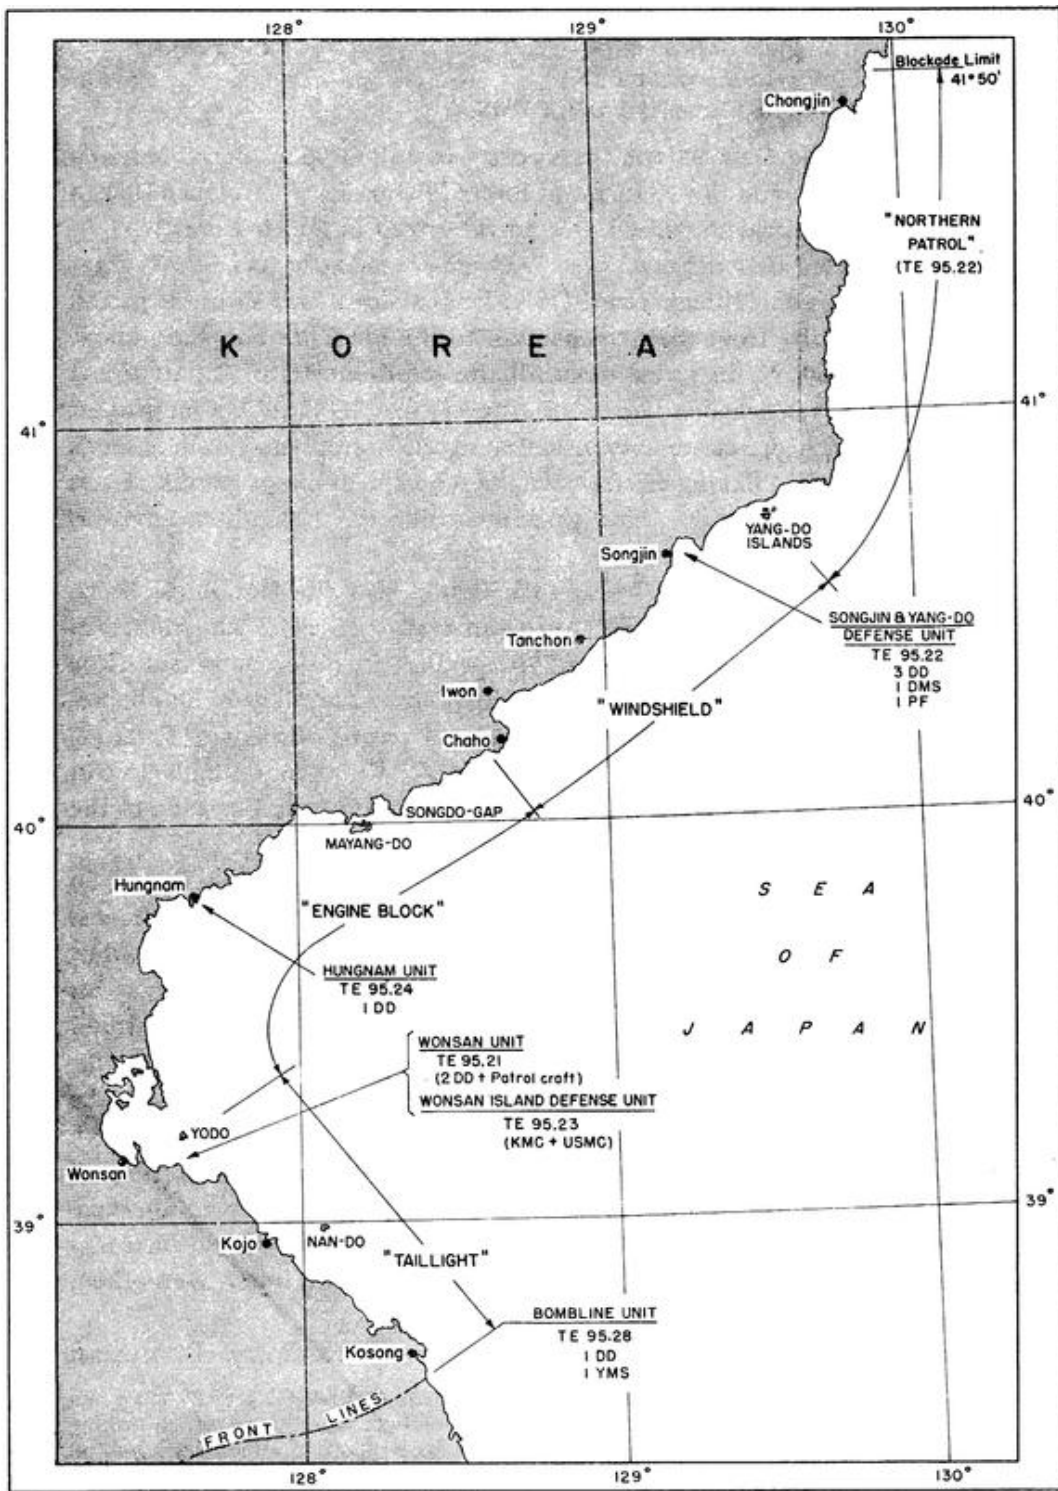 128°
129°
130°
Blockade Limit
41°50'
Chongjin
"NORTHERN
PATROL"
(TE 95.22)
K O R E A
41°
41°
YANG-DO
ISLANDS
Songjin
SONGJIN & YANG-DO
DEFENSE UNIT
TE 95.22
3 DD
1 DMS
1 PF
Tanchon
Iwon
"WINDSHIELD"
Chaho
40°
SONGDO-GAP
40°
MAYANG-DO
Hungnam
"ENGINE BLOCK"
S E A
O F
J A P A N
HUNGNAM UNIT
TE 95.24
1 DD
WONSAN UNIT
TE 95.21
(2 DD + Patrol craft)
WONSAN ISLAND DEFENSE UNIT
TE 95.23
(KMC + USMC)
YODO
Wonsan
39°
39°
Kojo
NAN-DO
"TAILLIGHT"
BOMBLINE UNIT
TE 95.28
1 DD
1 YMS
Kosong
FRONT LINES
128°
129°
130°